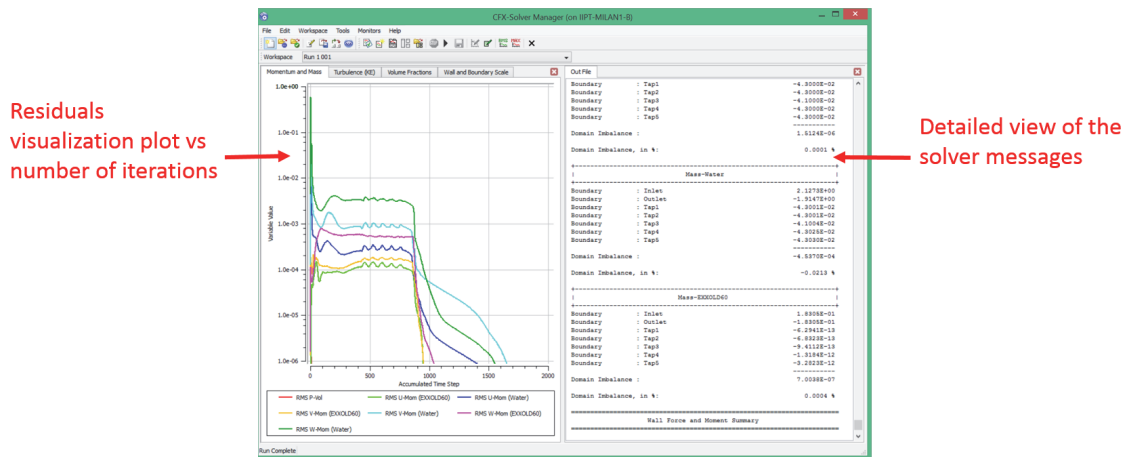 CFX-Solver Manager (on IIPT-MILAN1-B)
File Edit Workspace Tools Monitors Help
Workspace Run 1 001
Momentum and Mass Turbulence (KE) Volume Fractions Wall and Boundary Scale
Residuals
visualization plot vs
number of iterations
Variable Value
1.0e+00
1.0e-01
1.0e-02
1.0e-03
1.0e-04
1.0e-05
1.0e-06
0 500 1000 1500 2000
Accumulated Time Step
RMS P-Vol RMS U-Mom (EXXOLD60) RMS U-Mom (Water)
RMS V-Mom (EXXOLD60) RMS V-Mom (Water) RMS W-Mom (EXXOLD60)
RMS W-Mom (Water)
Run Complete
Out File
Boundary : Tap1 -4.3000E-02
Boundary : Tap2 -4.3000E-02
Boundary : Tap3 -4.1000E-02
Boundary : Tap4 -4.3000E-02
Boundary : Tap5 -4.3000E-02
-----------
Domain Imbalance : 1.5124E-06
Domain Imbalance, in %: 0.0001 %
| Mass-Water |
Boundary : Inlet 2.1273E+00
Boundary : Outlet -1.9147E+00
Boundary : Tap1 -4.3001E-02
Boundary : Tap2 -4.3001E-02
Boundary : Tap3 -4.1004E-02
Boundary : Tap4 -4.3025E-02
Boundary : Tap5 -4.3030E-02
-----------
Domain Imbalance : -4.5370E-04
Domain Imbalance, in %: -0.0213 %
| Mass-EXXOLD60 |
Boundary : Inlet 1.8305E-01
Boundary : Outlet -1.8305E-01
Boundary : Tap1 -6.2941E-13
Boundary : Tap2 -6.8323E-13
Boundary : Tap3 -9.4112E-13
Boundary : Tap4 -1.3184E-12
Boundary : Tap5 -3.2823E-12
-----------
Domain Imbalance : 7.0038E-07
Domain Imbalance, in %: 0.0004 %
Wall Force and Moment Summary
Detailed view of the
solver messages